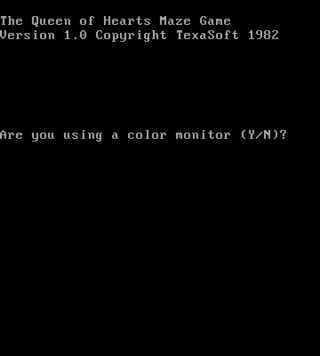 The Queen of Hearts Maze Game
Version 1.0 Copyright TexaSoft 1982
Are you using a color monitor (Y/N)?